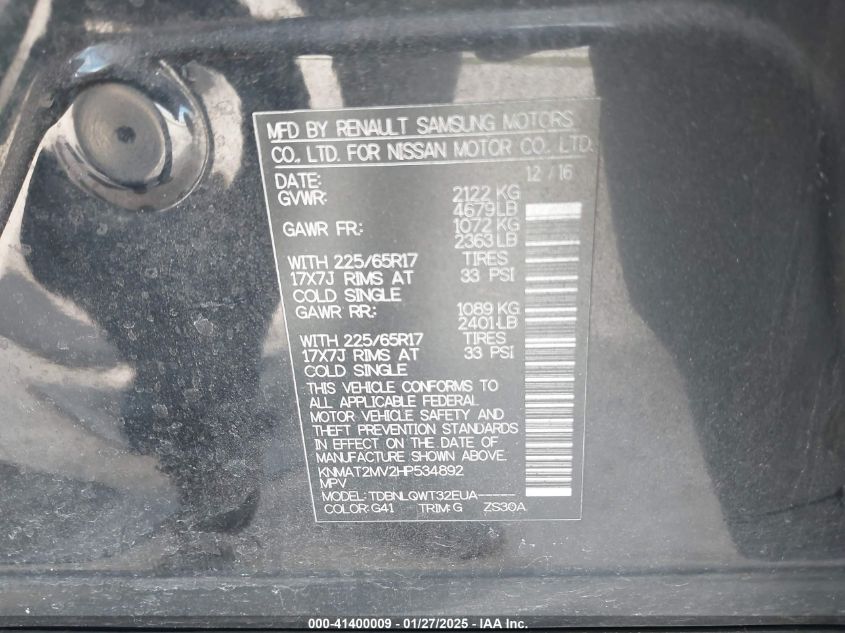 MFD BY RENAULT SAMSUNG MOTORS
CO., LTD. FOR NISSAN MOTOR CO., LTD.
DATE: 12 / 16
GVWR: 2122 KG
4679 LB
GAWR FR: 1072 KG
2363 LB
WITH 225/65R17 TIRES
17X7J RIMS AT 33 PSI
COLD SINGLE
GAWR RR: 1089 KG
2401 LB
WITH 225/65R17 TIRES
17X7J RIMS AT 33 PSI
COLD SINGLE
THIS VEHICLE CONFORMS TO
ALL APPLICABLE FEDERAL
MOTOR VEHICLE SAFETY AND
THEFT PREVENTION STANDARDS
IN EFFECT ON THE DATE OF
MANUFACTURE SHOWN ABOVE.
KNMAT2MV2HP534892
MPV
MODEL: TDBNLQWT32EUA-----
COLOR: G41 TRIM: G ZS30A
000-41400009 - 01/27/2025 - IAA Inc.